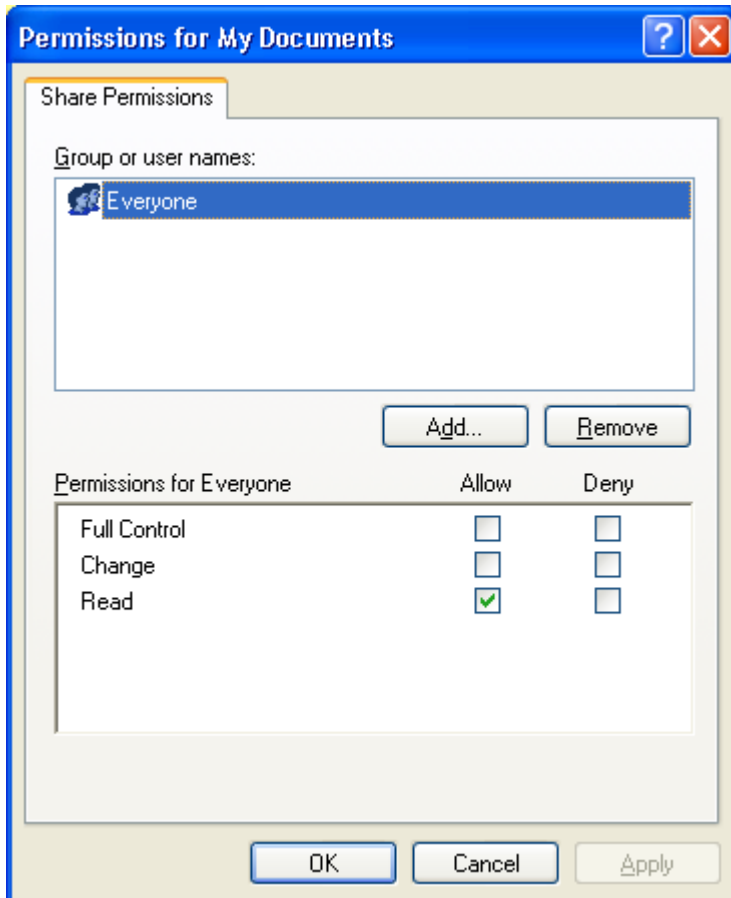 Permissions for My Documents
Share Permissions
Group or user names:
Everyone
Add... Remove
Permissions for Everyone Allow Deny
Full Control
Change
Read
OK Cancel Apply